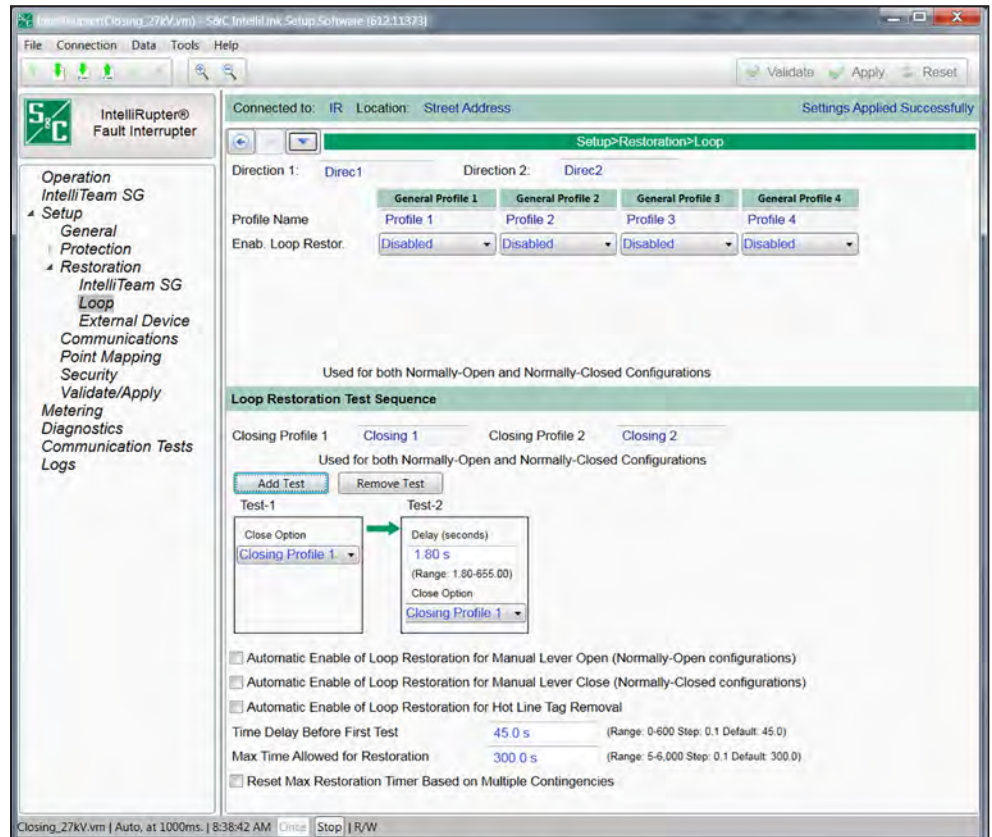 IntelliRupter(Closing_27kV.vm) - S&C IntelliLink Setup Software (612.11373)
File Connection Data Tools Help
Validate Apply Reset
S&C IntelliRupter®
Fault Interrupter
Connected to: IR Location: Street Address Settings Applied Successfully
Setup>Restoration>Loop
Operation
IntelliTeam SG
Setup
General
Protection
Restoration
IntelliTeam SG
Loop
External Device
Communications
Point Mapping
Security
Validate/Apply
Metering
Diagnostics
Communication Tests
Logs
Direction 1: Direc1 Direction 2: Direc2
General Profile 1 General Profile 2 General Profile 3 General Profile 4
Profile Name Profile 1 Profile 2 Profile 3 Profile 4
Enab. Loop Restor. Disabled Disabled Disabled Disabled
Used for both Normally-Open and Normally-Closed Configurations
Loop Restoration Test Sequence
Closing Profile 1 Closing 1 Closing Profile 2 Closing 2
Used for both Normally-Open and Normally-Closed Configurations
Add Test Remove Test
Test-1 Test-2
Close Option
Closing Profile 1
Delay (seconds)
1.80 s
(Range: 1.80-655.00)
Close Option
Closing Profile 1
Automatic Enable of Loop Restoration for Manual Lever Open (Normally-Open configurations)
Automatic Enable of Loop Restoration for Manual Lever Close (Normally-Closed configurations)
Automatic Enable of Loop Restoration for Hot Line Tag Removal
Time Delay Before First Test 45.0 s (Range: 0-600 Step: 0.1 Default: 45.0)
Max Time Allowed for Restoration 300.0 s (Range: 5-6,000 Step: 0.1 Default: 300.0)
Reset Max Restoration Timer Based on Multiple Contingencies
Closing_27kV.vm | Auto, at 1000ms. | 8:38:42 AM Once Stop | R/W